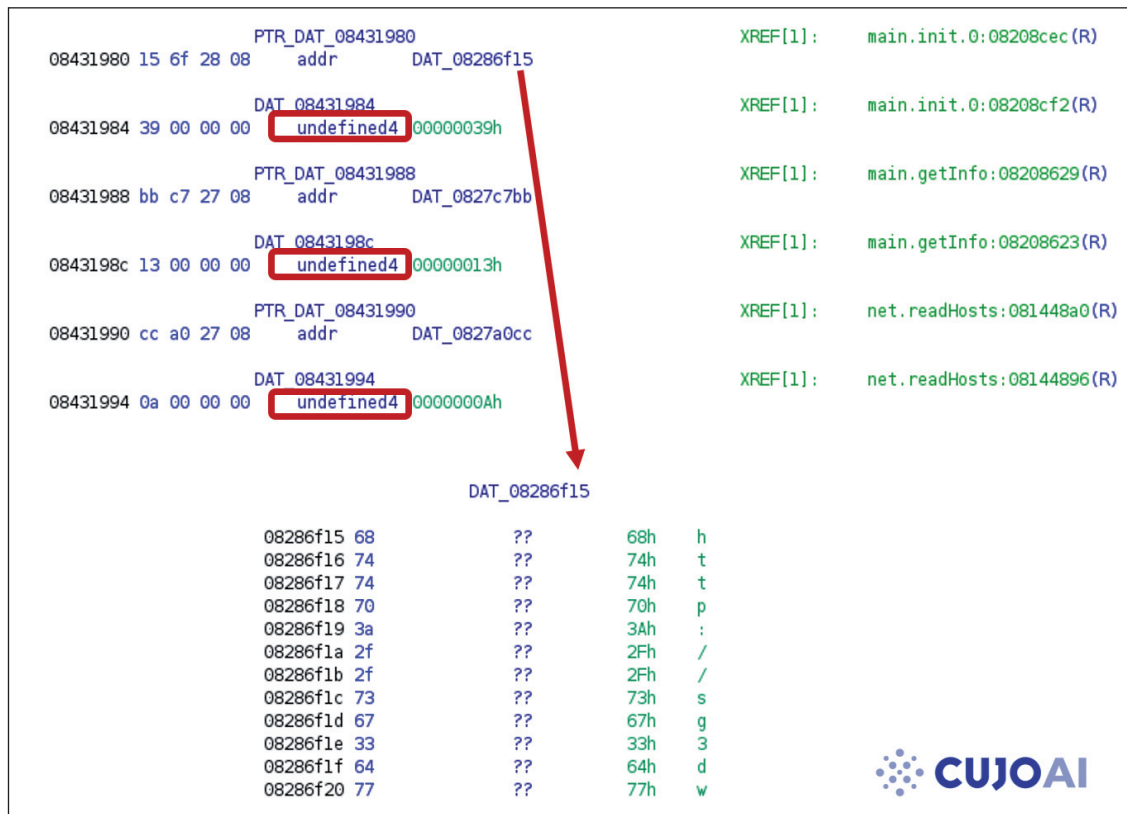 PTR_DAT_08431980 XREF[1]: main.init.0:08208cec(R)
08431980 15 6f 28 08 addr DAT_08286f15
DAT_08431984 XREF[1]: main.init.0:08208cf2(R)
08431984 39 00 00 00 undefined4 00000039h
PTR_DAT_08431988 XREF[1]: main.getInfo:08208629(R)
08431988 bb c7 27 08 addr DAT_0827c7bb
DAT_0843198c XREF[1]: main.getInfo:08208623(R)
0843198c 13 00 00 00 undefined4 00000013h
PTR_DAT_08431990 XREF[1]: net.readHosts:081448a0(R)
08431990 cc a0 27 08 addr DAT_0827a0cc
DAT_08431994 XREF[1]: net.readHosts:08144896(R)
08431994 0a 00 00 00 undefined4 0000000Ah
DAT_08286f15
08286f15 68 ?? 68h h
08286f16 74 ?? 74h t
08286f17 74 ?? 74h t
08286f18 70 ?? 70h p
08286f19 3a ?? 3Ah :
08286f1a 2f ?? 2Fh /
08286f1b 2f ?? 2Fh /
08286f1c 73 ?? 73h s
08286f1d 67 ?? 67h g
08286f1e 33 ?? 33h 3
08286f1f 64 ?? 64h d
08286f20 77 ?? 77h w
CUJOAI